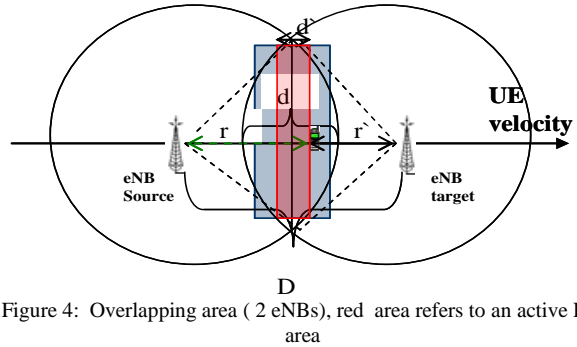 d`
d
UE
velocity
r
r`
eNB
Source
eNB
target
D
Figure 4: Overlapping area ( 2 eNBs), red area refers to an active
area